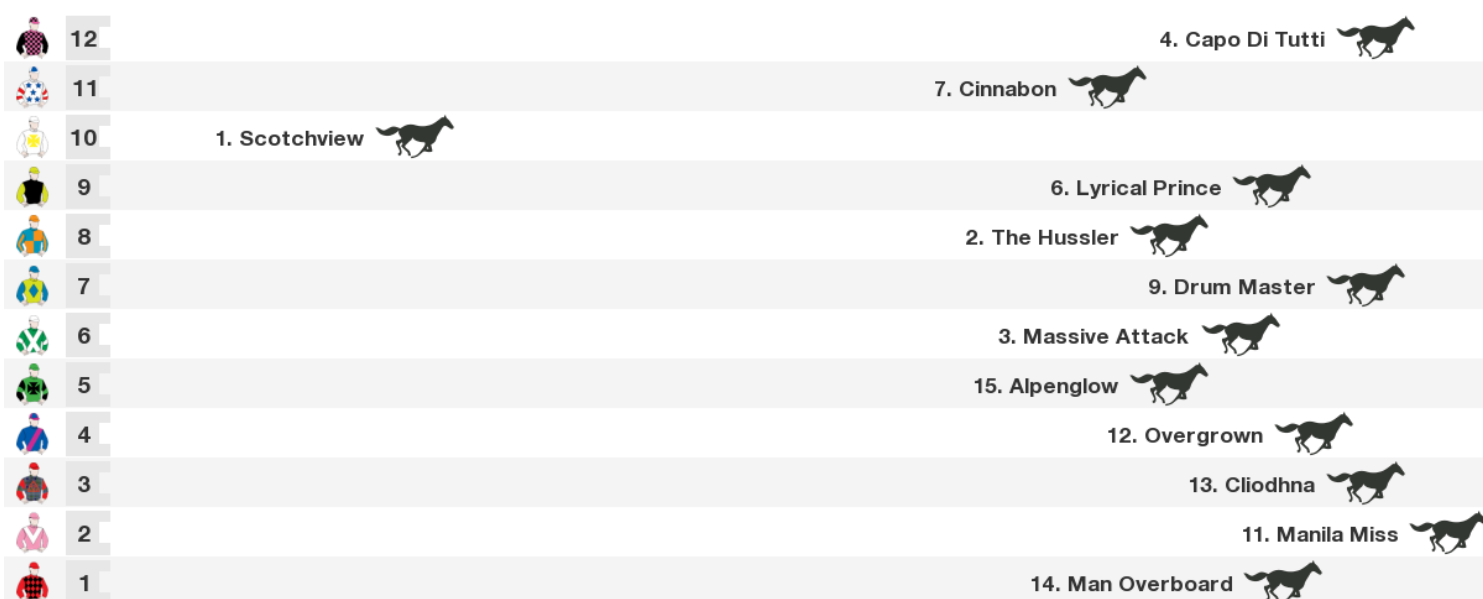 12 4. Capo Di Tutti
11 7. Cinnabon
10 1. Scotchview
9 6. Lyrical Prince
8 2. The Hussler
7 9. Drum Master
6 3. Massive Attack
5 15. Alpenglow
4 12. Overgrown
3 13. Cliodhna
2 11. Manila Miss
1 14. Man Overboard